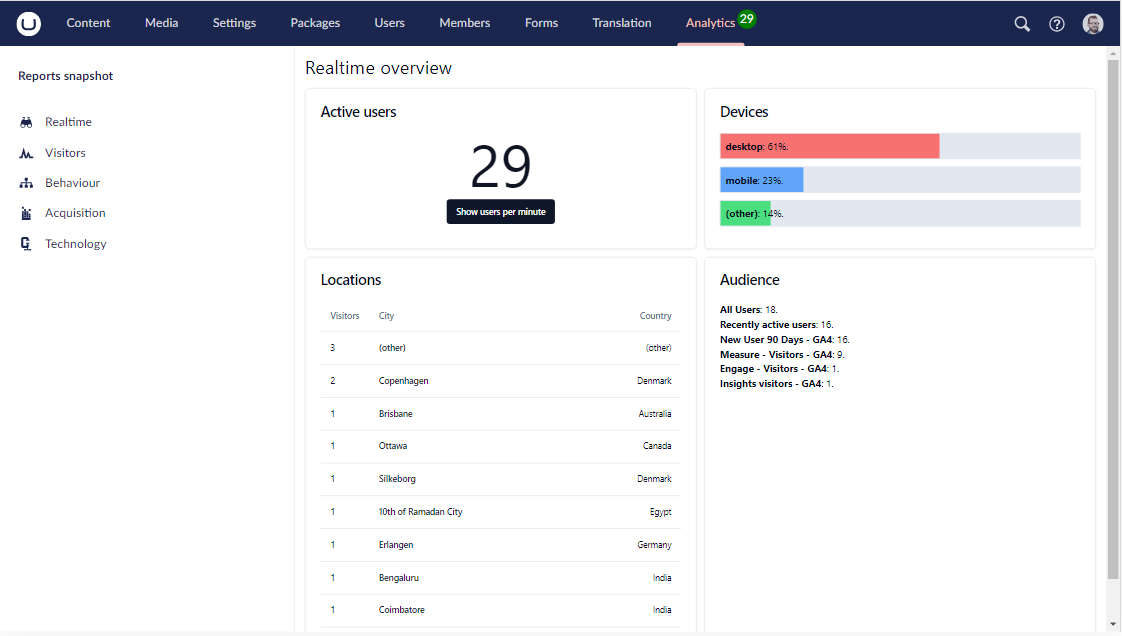 Content Media Settings Packages Users Members Forms Translation Analytics 29
Reports snapshot
Realtime
Visitors
Behaviour
Acquisition
Technology
Realtime overview
Active users
29
Show users per minute
Devices
desktop: 61%.
mobile: 23%.
(other): 14%.
Locations
Visitors City Country
3 (other) (other)
2 Copenhagen Denmark
1 Brisbane Australia
1 Ottawa Canada
1 Silkeborg Denmark
1 10th of Ramadan City Egypt
1 Erlangen Germany
1 Bengaluru India
1 Coimbatore India
Audience
All Users: 18.
Recently active users: 16.
New User 90 Days - GA4: 16.
Measure - Visitors - GA4: 9.
Engage - Visitors - GA4: 1.
Insights visitors - GA4: 1.